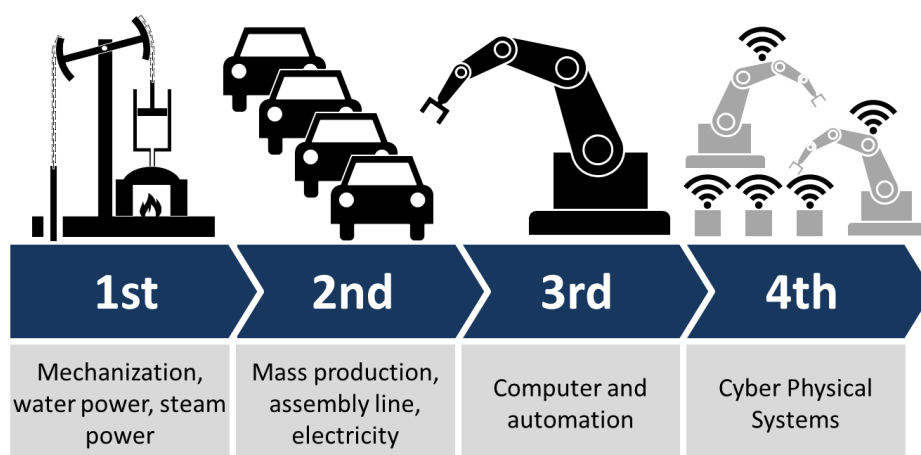 1st
2nd
3rd
4th
Mechanization,
water power, steam
power
Mass production,
assembly line,
electricity
Computer and
automation
Cyber Physical
Systems